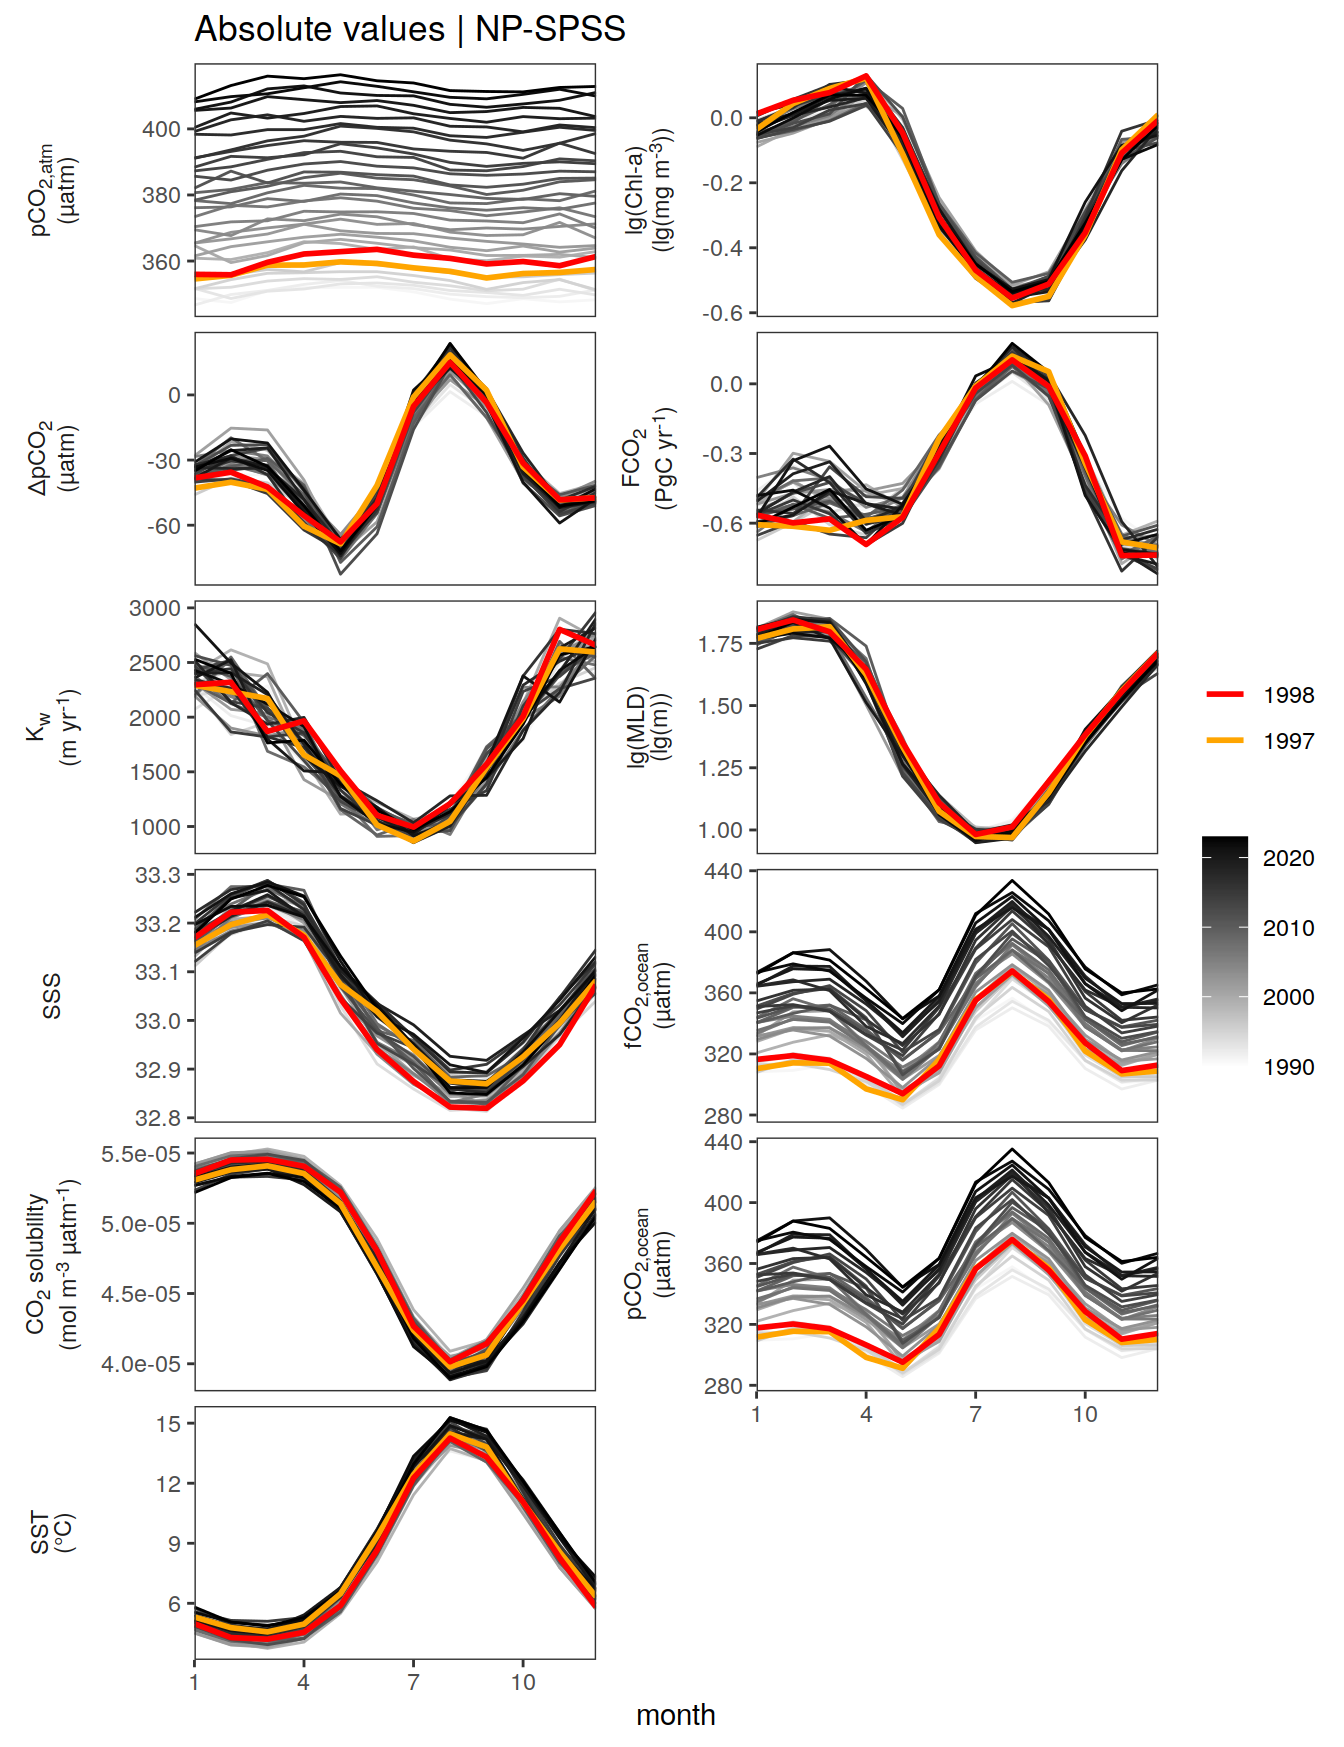 Absolute values | NP-SPSS
pCO2,atm
(µatm)
400
380
360
lg(Chl-a)
(lg(mg m-3))
0.0
-0.2
-0.4
-0.6
ΔpCO2
(µatm)
0
-30
-60
FCO2
(PgC yr-1)
0.0
-0.3
-0.6
Kw
(m yr-1)
3000
2500
2000
1500
1000
lg(MLD)
(lg(m))
1.75
1.50
1.25
1.00
SSS
33.3
33.2
33.1
33.0
32.9
32.8
fCO2,ocean
(µatm)
440
400
360
320
280
CO2 solubility
(mol m-3 µatm-1)
5.5e-05
5.0e-05
4.5e-05
4.0e-05
pCO2,ocean
(µatm)
440
400
360
320
280
1 4 7 10
SST
(°C)
15
12
9
6
1 4 7 10
month
1998
1997
2020
2010
2000
1990